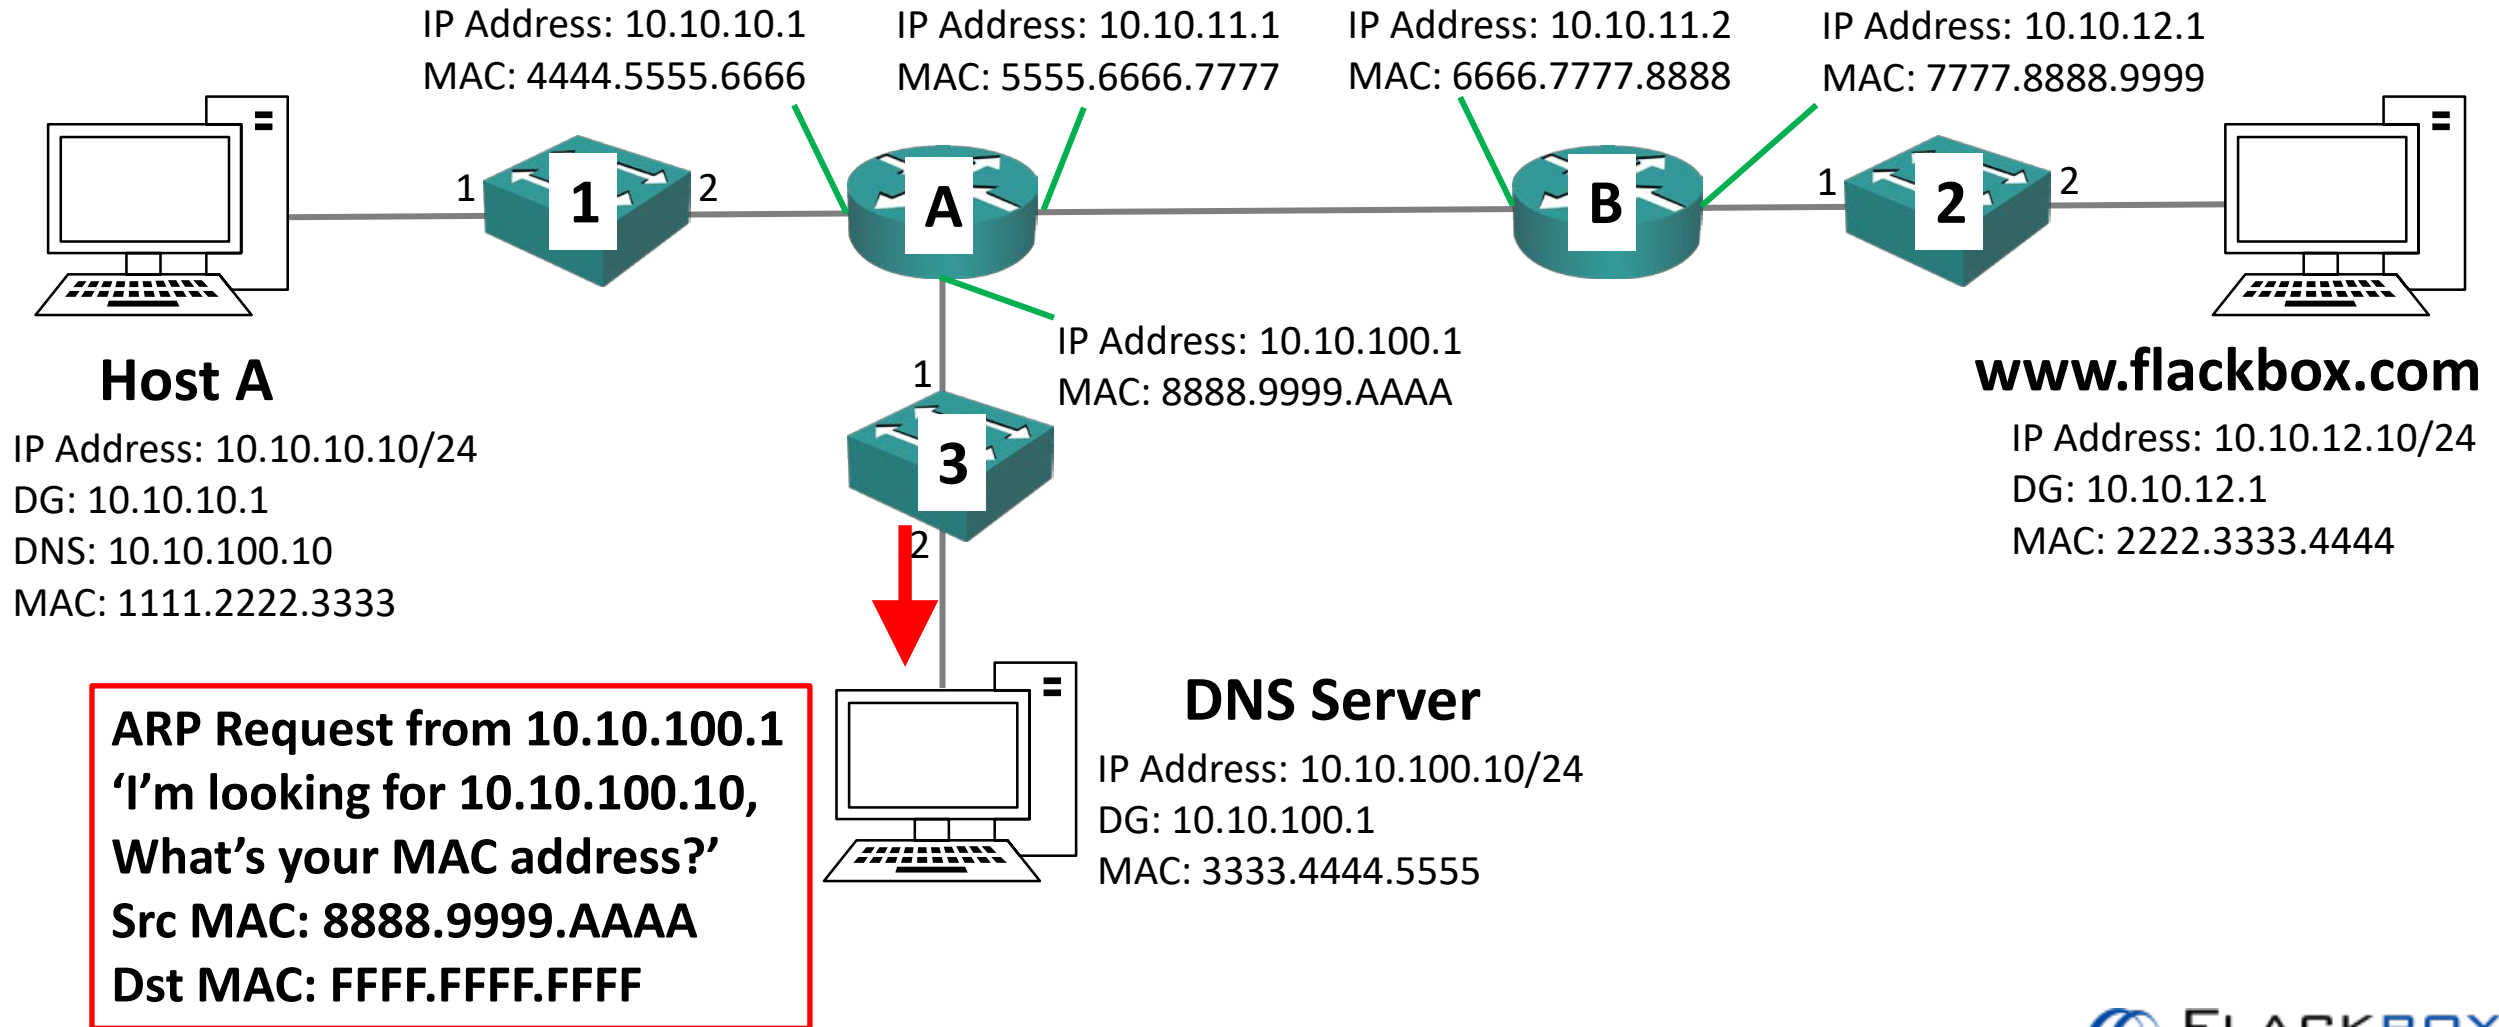 IP Address: 10.10.10.1
MAC: 4444.5555.6666
IP Address: 10.10.11.1
MAC: 5555.6666.7777
IP Address: 10.10.11.2
MAC: 6666.7777.8888
IP Address: 10.10.12.1
MAC: 7777.8888.9999
1
1
2
A
B
1
2
2
IP Address: 10.10.100.1
MAC: 8888.9999.AAAA
1
3
2
Host A
IP Address: 10.10.10.10/24
DG: 10.10.10.1
DNS: 10.10.100.10
MAC: 1111.2222.3333
www.flackbox.com
IP Address: 10.10.12.10/24
DG: 10.10.12.1
MAC: 2222.3333.4444
ARP Request from 10.10.100.1
‘I’m looking for 10.10.100.10,
What’s your MAC address?’
Src MAC: 8888.9999.AAAA
Dst MAC: FFFF.FFFF.FFFF
DNS Server
IP Address: 10.10.100.10/24
DG: 10.10.100.1
MAC: 3333.4444.5555
FLACKBOX